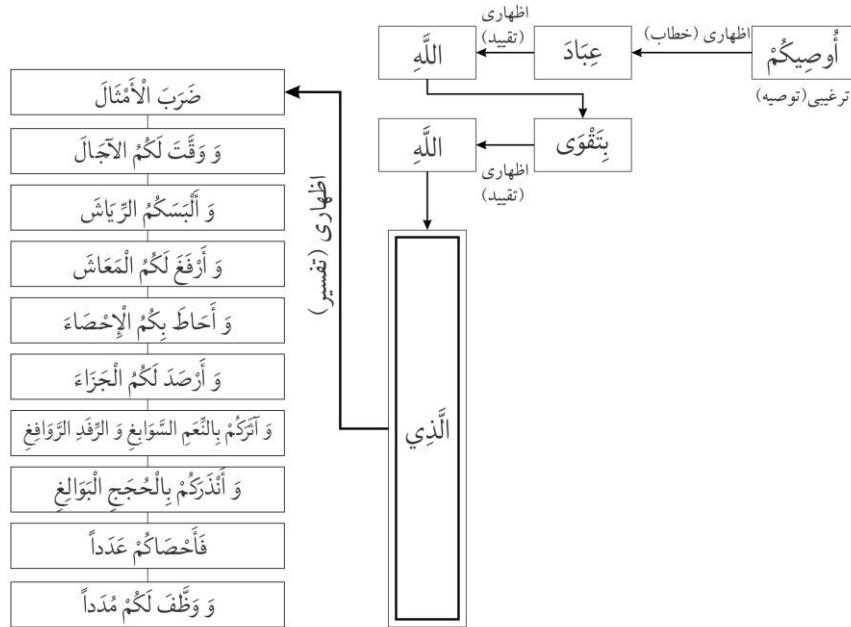 أُوصِيكُمْ
ترغیبی(توصیه)
اظهاری (خطاب)
عِبَادَ
اظهاری
(تقیید)
اللَّهِ
بِتَقْوَى
اظهاری
(تقیید)
اللَّهِ
الَّذِي
اظهاری (تفسیر)
ضَرَبَ الْأَمْثَالَ
وَ وَقَّتَ لَكُمُ الآجَالَ
وَ أَلْبَسَكُمُ الرِّيَاشَ
وَ أَرْفَغَ لَكُمُ الْمَعَاشَ
وَ أَحَاطَ بِكُمُ الْإِحْصَاءَ
وَ أَرْصَدَ لَكُمُ الْجَزَاءَ
وَ آثَرَكُمْ بِالنِّعَمِ السَّوَابِغِ وَ الرِّفَدِ الرَّوَافِغِ
وَ أَنْذَرَكُمْ بِالْحُجَجِ الْبَوَالِغِ
فَأَحْصَاكُمْ عَدَداً
وَ وَظَّفَ لَكُمْ مُدَداً